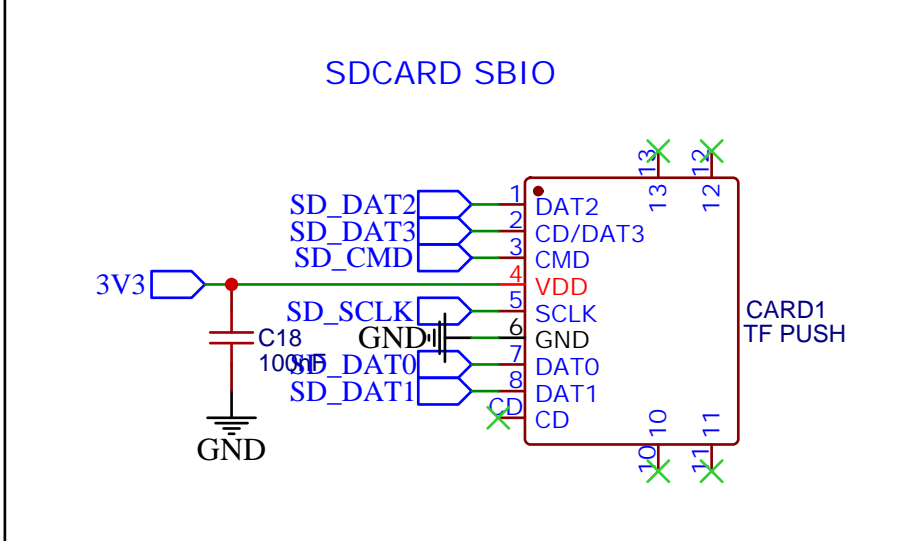 SDCARD SBIO
13 12
13 12
SD_DAT2 1 DAT2
SD_DAT3 2 CD/DAT3
SD_CMD 3 CMD
3V3 4 VDD
SD_SCLK 5 SCLK CARD1
C18 GND 6 GND TF PUSH
100nF SD_DAT0 7 DAT0
SD_DAT1 8 DAT1
CD CD
GND
10 11
10 11